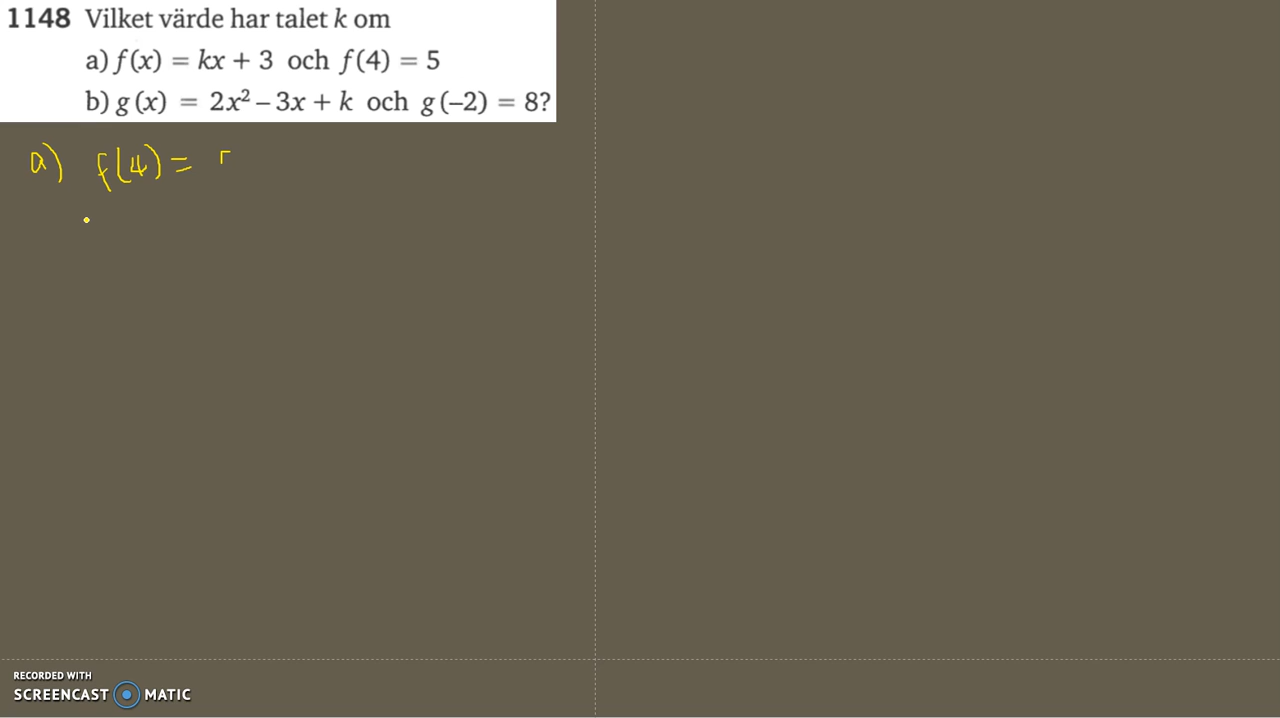 1148 Vilket värde har talet k om
a) f(x) = kx + 3 och f(4) = 5
b) g(x) = 2x² – 3x + k och g(–2) = 8?
a) f(4) =
RECORDED WITH
SCREENCAST MATIC